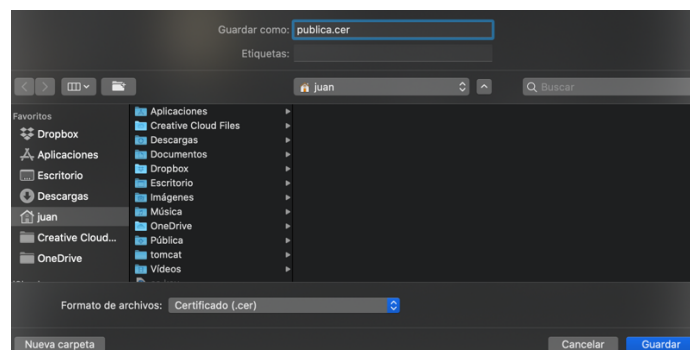 Guardar como: publica.cer
Etiquetas:
juan
Buscar
Favoritos
Dropbox
Aplicaciones
Escritorio
Descargas
juan
Creative Cloud...
OneDrive
Aplicaciones
Creative Cloud Files
Descargas
Documentos
Dropbox
Escritorio
Imágenes
Música
OneDrive
Pública
tomcat
Vídeos
Formato de archivos: Certificado (.cer)
Nueva carpeta
Cancelar
Guardar